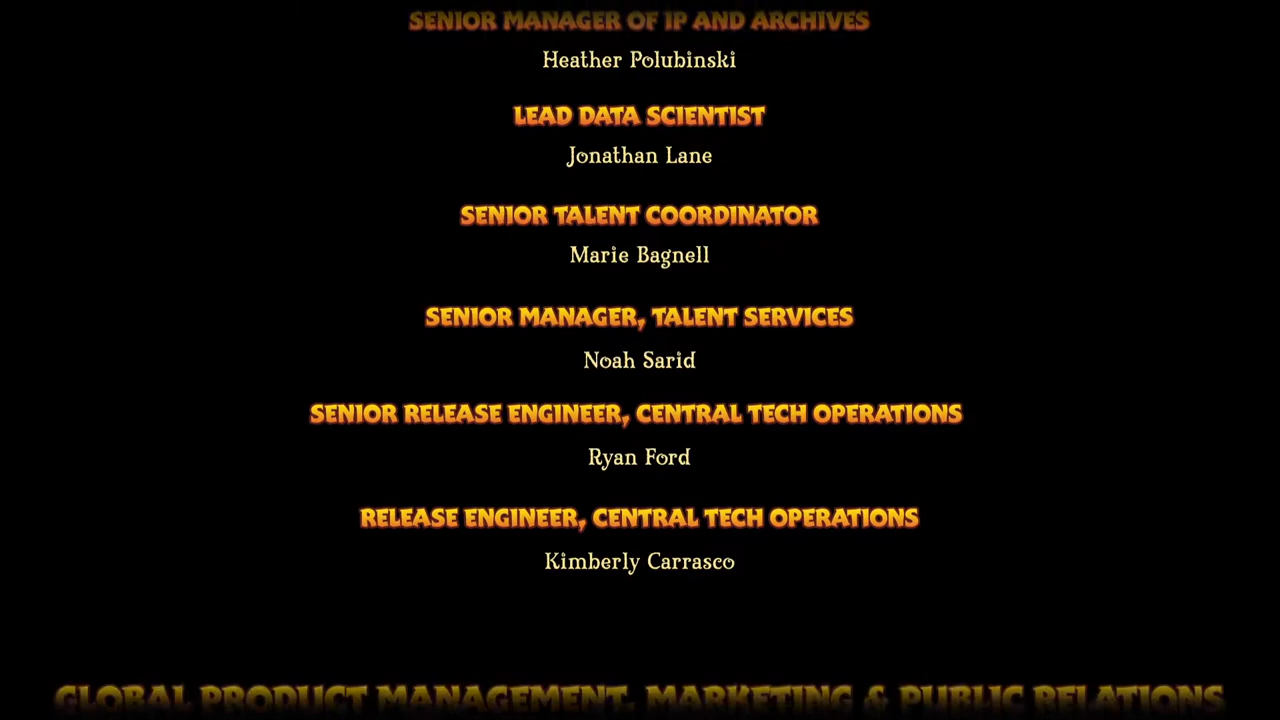 SENIOR MANAGER OF IP AND ARCHIVES
Heather Polubinski
LEAD DATA SCIENTIST
Jonathan Lane
SENIOR TALENT COORDINATOR
Marie Bagnell
SENIOR MANAGER, TALENT SERVICES
Noah Sarid
SENIOR RELEASE ENGINEER, CENTRAL TECH OPERATIONS
Ryan Ford
RELEASE ENGINEER, CENTRAL TECH OPERATIONS
Kimberly Carrasco
GLOBAL PRODUCT MANAGEMENT, MARKETING & PUBLIC RELATIONS